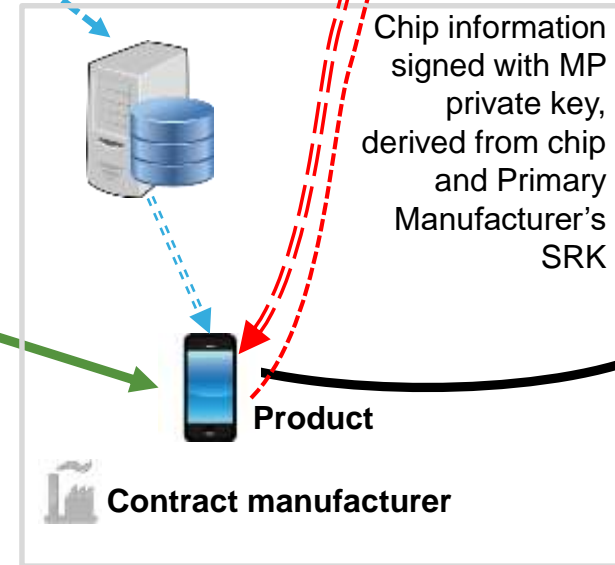 Chip information
signed with MP
private key,
derived from chip
and Primary
Manufacturer's
SRK
Product
Contract manufacturer